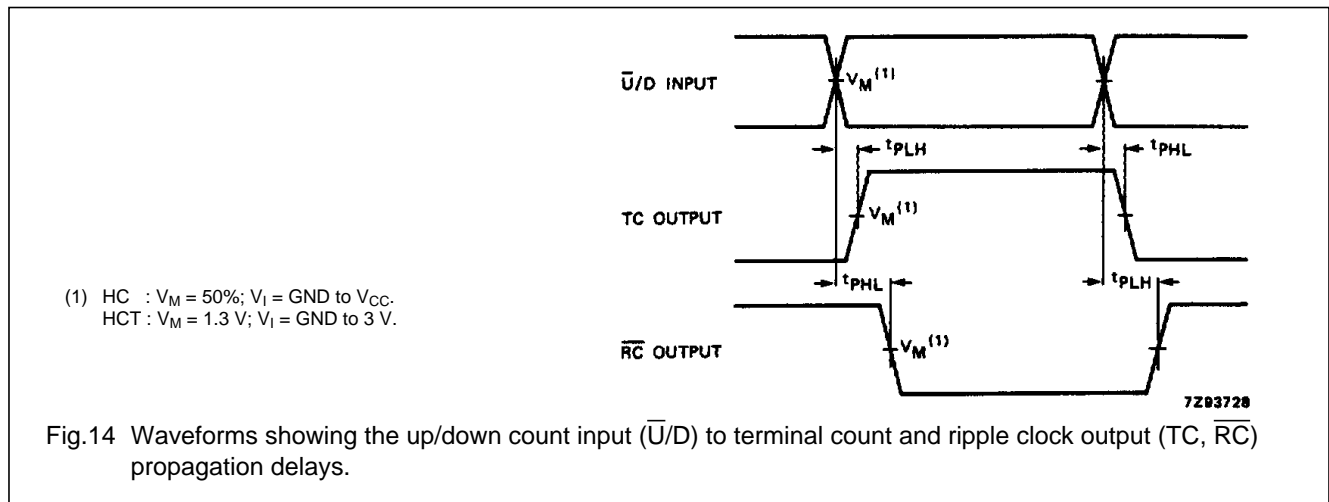 U̅/D INPUT
V_M (1)
t_PLH
t_PHL
TC OUTPUT
V_M (1)
t_PHL
t_PLH
(1) HC : V_M = 50%; V_I = GND to V_CC.
HCT : V_M = 1.3 V; V_I = GND to 3 V.
R̅C̅ OUTPUT
V_M (1)
7Z93728
Fig.14 Waveforms showing the up/down count input (U̅/D) to terminal count and ripple clock output (TC, R̅C̅)
propagation delays.